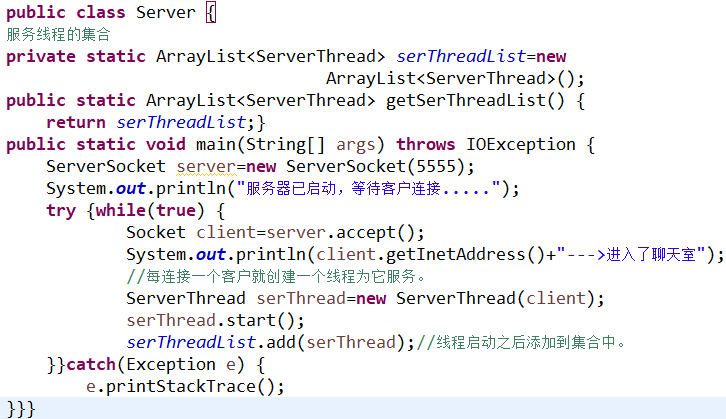 public class Server {
服务线程的集合
private static ArrayList<ServerThread> serThreadList=new
ArrayList<ServerThread>();
public static ArrayList<ServerThread> getSerThreadList() {
return serThreadList;}
public static void main(String[] args) throws IOException {
ServerSocket server=new ServerSocket(5555);
System.out.println("服务器已启动，等待客户连接.....");
try {while(true) {
Socket client=server.accept();
System.out.println(client.getInetAddress()+"--->进入了聊天室");
//每连接一个客户就创建一个线程为它服务。
ServerThread serThread=new ServerThread(client);
serThread.start();
serThreadList.add(serThread);//线程启动之后添加到集合中。
}}catch(Exception e) {
e.printStackTrace();
}}}